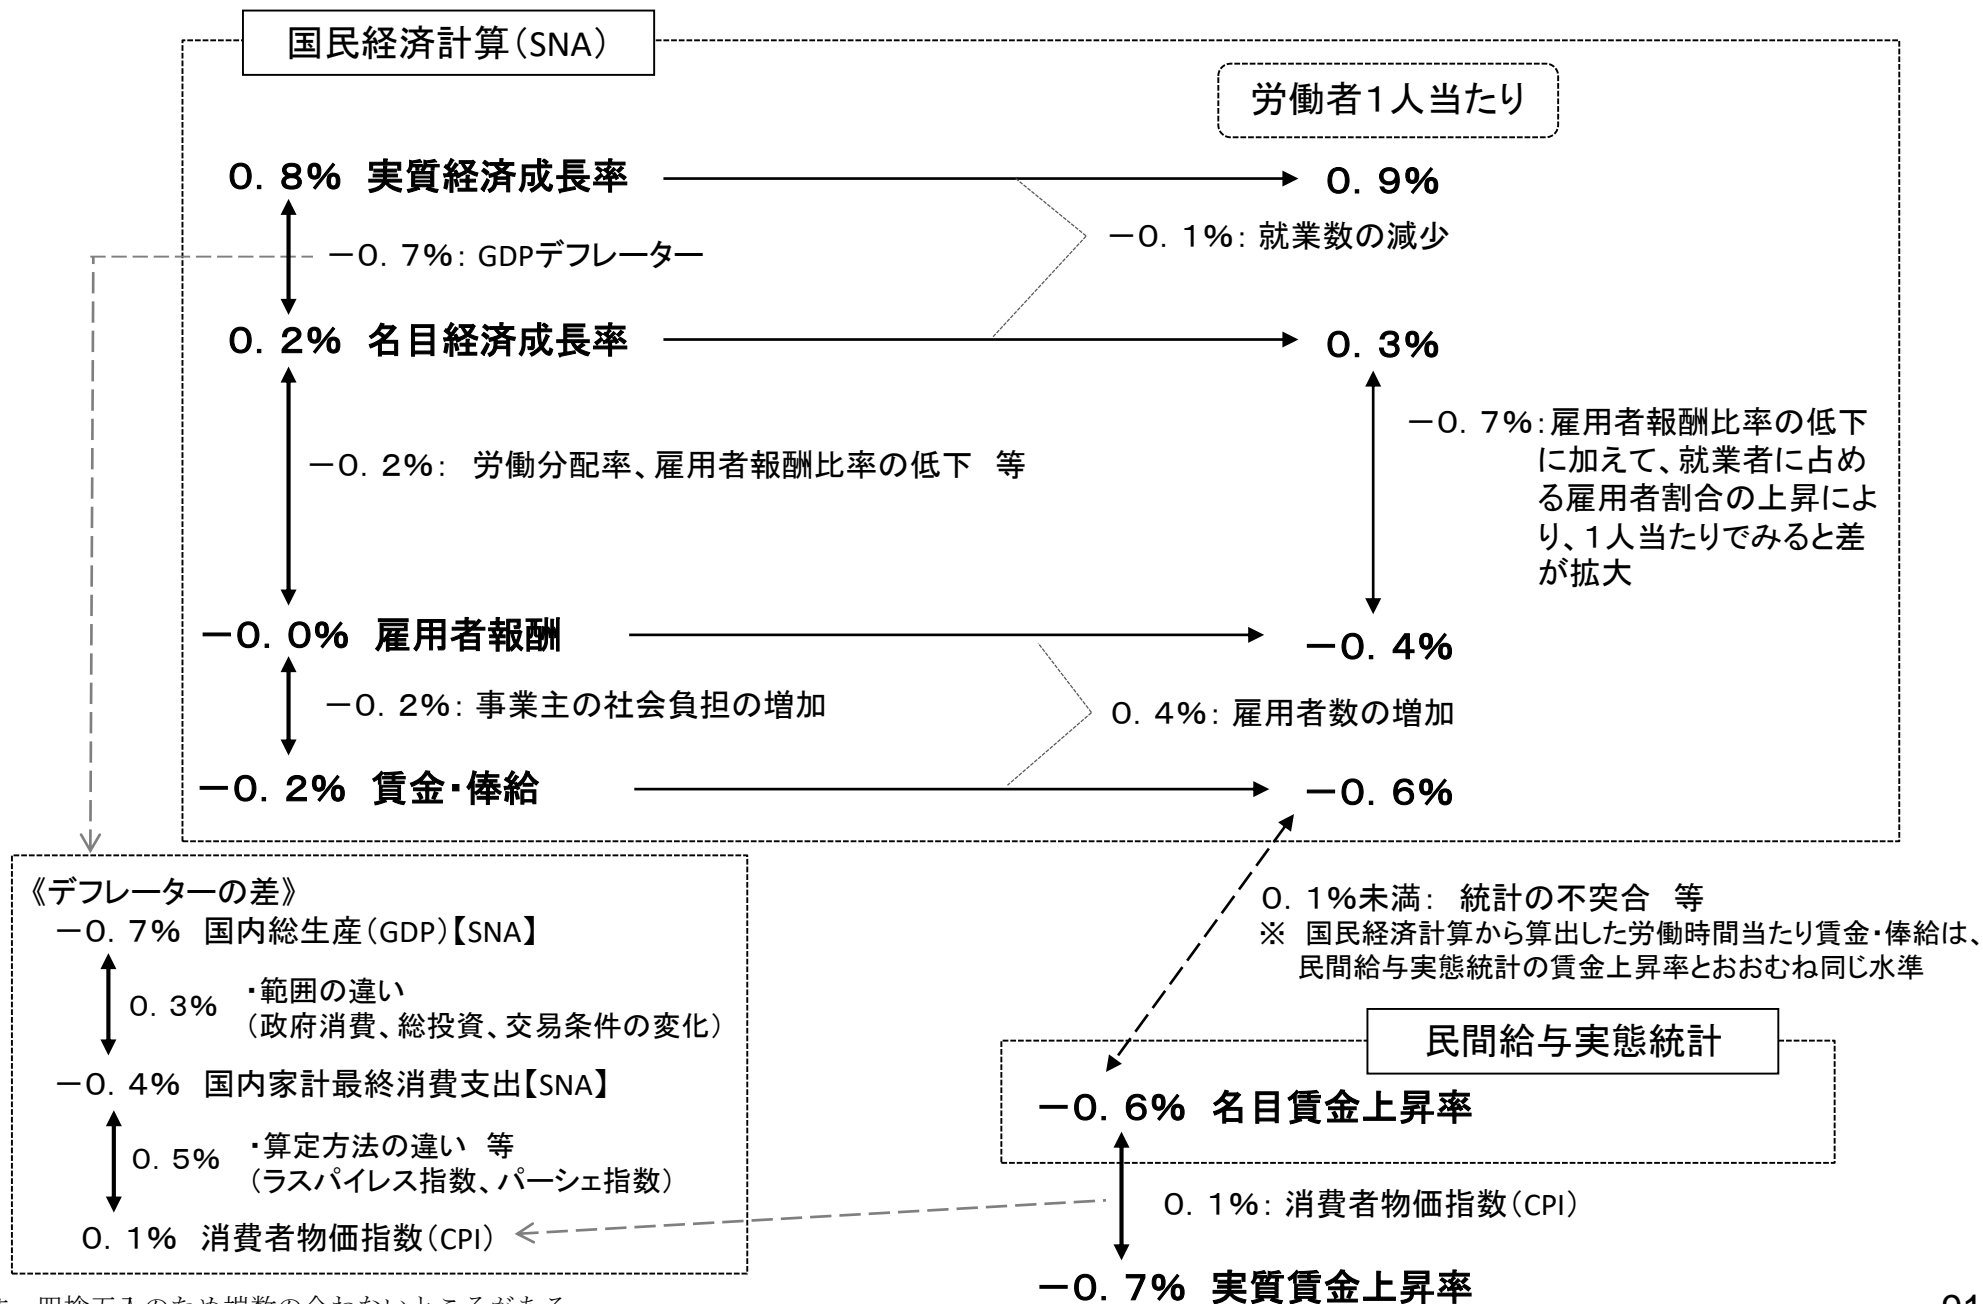 国民経済計算(SNA)
労働者1人当たり
0.8% 実質経済成長率
0.9%
-0.7%: GDPデフレーター
-0.1%: 就業数の減少
0.2% 名目経済成長率
0.3%
-0.2%: 労働分配率、雇用者報酬比率の低下 等
-0.7%:雇用者報酬比率の低下
に加えて、就業者に占め
る雇用者割合の上昇によ
り、1人当たりでみると差
が拡大
-0.0% 雇用者報酬
-0.4%
-0.2%: 事業主の社会負担の増加
0.4%: 雇用者数の増加
-0.2% 賃金・俸給
-0.6%
《デフレーターの差》
-0.7% 国内総生産(GDP)【SNA】
0.3% ・範囲の違い
(政府消費、総投資、交易条件の変化)
-0.4% 国内家計最終消費支出【SNA】
0.5% ・算定方法の違い 等
(ラスパイレス指数、パーシェ指数)
0.1% 消費者物価指数(CPI)
0.1%未満: 統計の不突合 等
※ 国民経済計算から算出した労働時間当たり賃金・俸給は、
民間給与実態統計の賃金上昇率とおおむね同じ水準
民間給与実態統計
-0.6% 名目賃金上昇率
0.1%: 消費者物価指数(CPI)
-0.7% 実質賃金上昇率